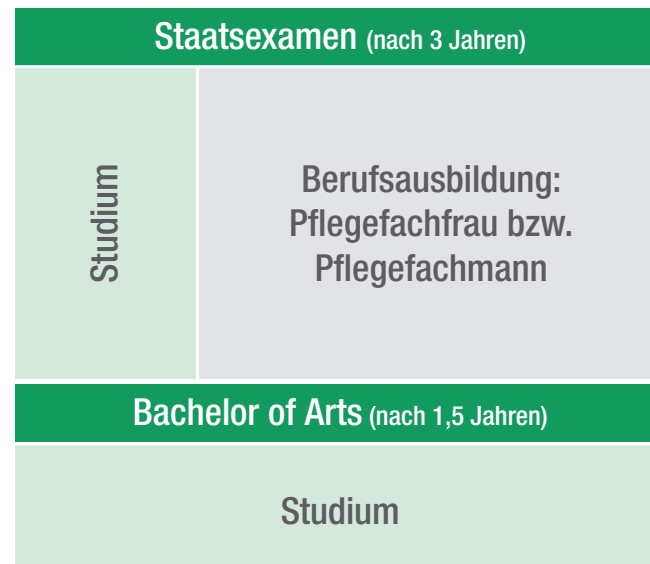 Staatsexamen (nach 3 Jahren)
Studium
Berufsausbildung:
Pflegefachfrau bzw.
Pflegefachmann
Bachelor of Arts (nach 1,5 Jahren)
Studium